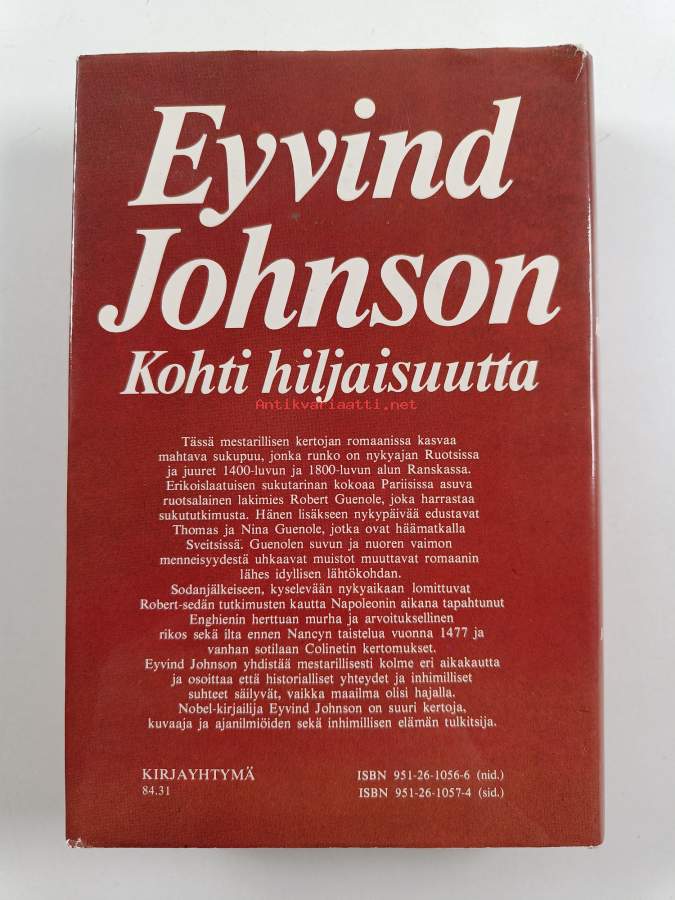 Eyvind
Johnson
Kohti hiljaisuutta
Antikvariaatti.net
Tässä mestarillisen kertojan romaanissa kasvaa
mahtava sukupuu, jonka runko on nykyajan Ruotsissa
ja juuret 1400-luvun ja 1800-luvun alun Ranskassa.
Erikoislaatuisen sukutarinan kokoaa Pariisissa asuva
ruotsalainen lakimies Robert Guenole, joka harrastaa
sukututkimusta. Hänen lisäkseen nykypäivää edustavat
Thomas ja Nina Guenole, jotka ovat häämatkalla
Sveitsissä. Guenolen suvun ja nuoren vaimon
menneisyydestä uhkaavat muistot muuttavat romaanin
lähes idyllisen lähtökohdan.
Sodanjälkeiseen, kyselevään nykyaikaan lomittuvat
Robert-sedän tutkimusten kautta Napoleonin aikana tapahtunut
Enghienin herttuan murha ja arvoituksellinen
rikos sekä ilta ennen Nancyn taistelua vuonna 1477 ja
vanhan sotilaan Colinetin kertomukset.
Eyvind Johnson yhdistää mestarillisesti kolme eri aikakautta
ja osoittaa että historialliset yhteydet ja inhimilliset
suhteet säilyvät, vaikka maailma olisi hajalla.
Nobel-kirjailija Eyvind Johnson on suuri kertoja,
kuvaaja ja ajanilmiöiden sekä inhimillisen elämän tulkitsija.
KIRJAYHTYMÄ ISBN 951-26-1056-6 (nid.)
84.31 ISBN 951-26-1057-4 (sid.)